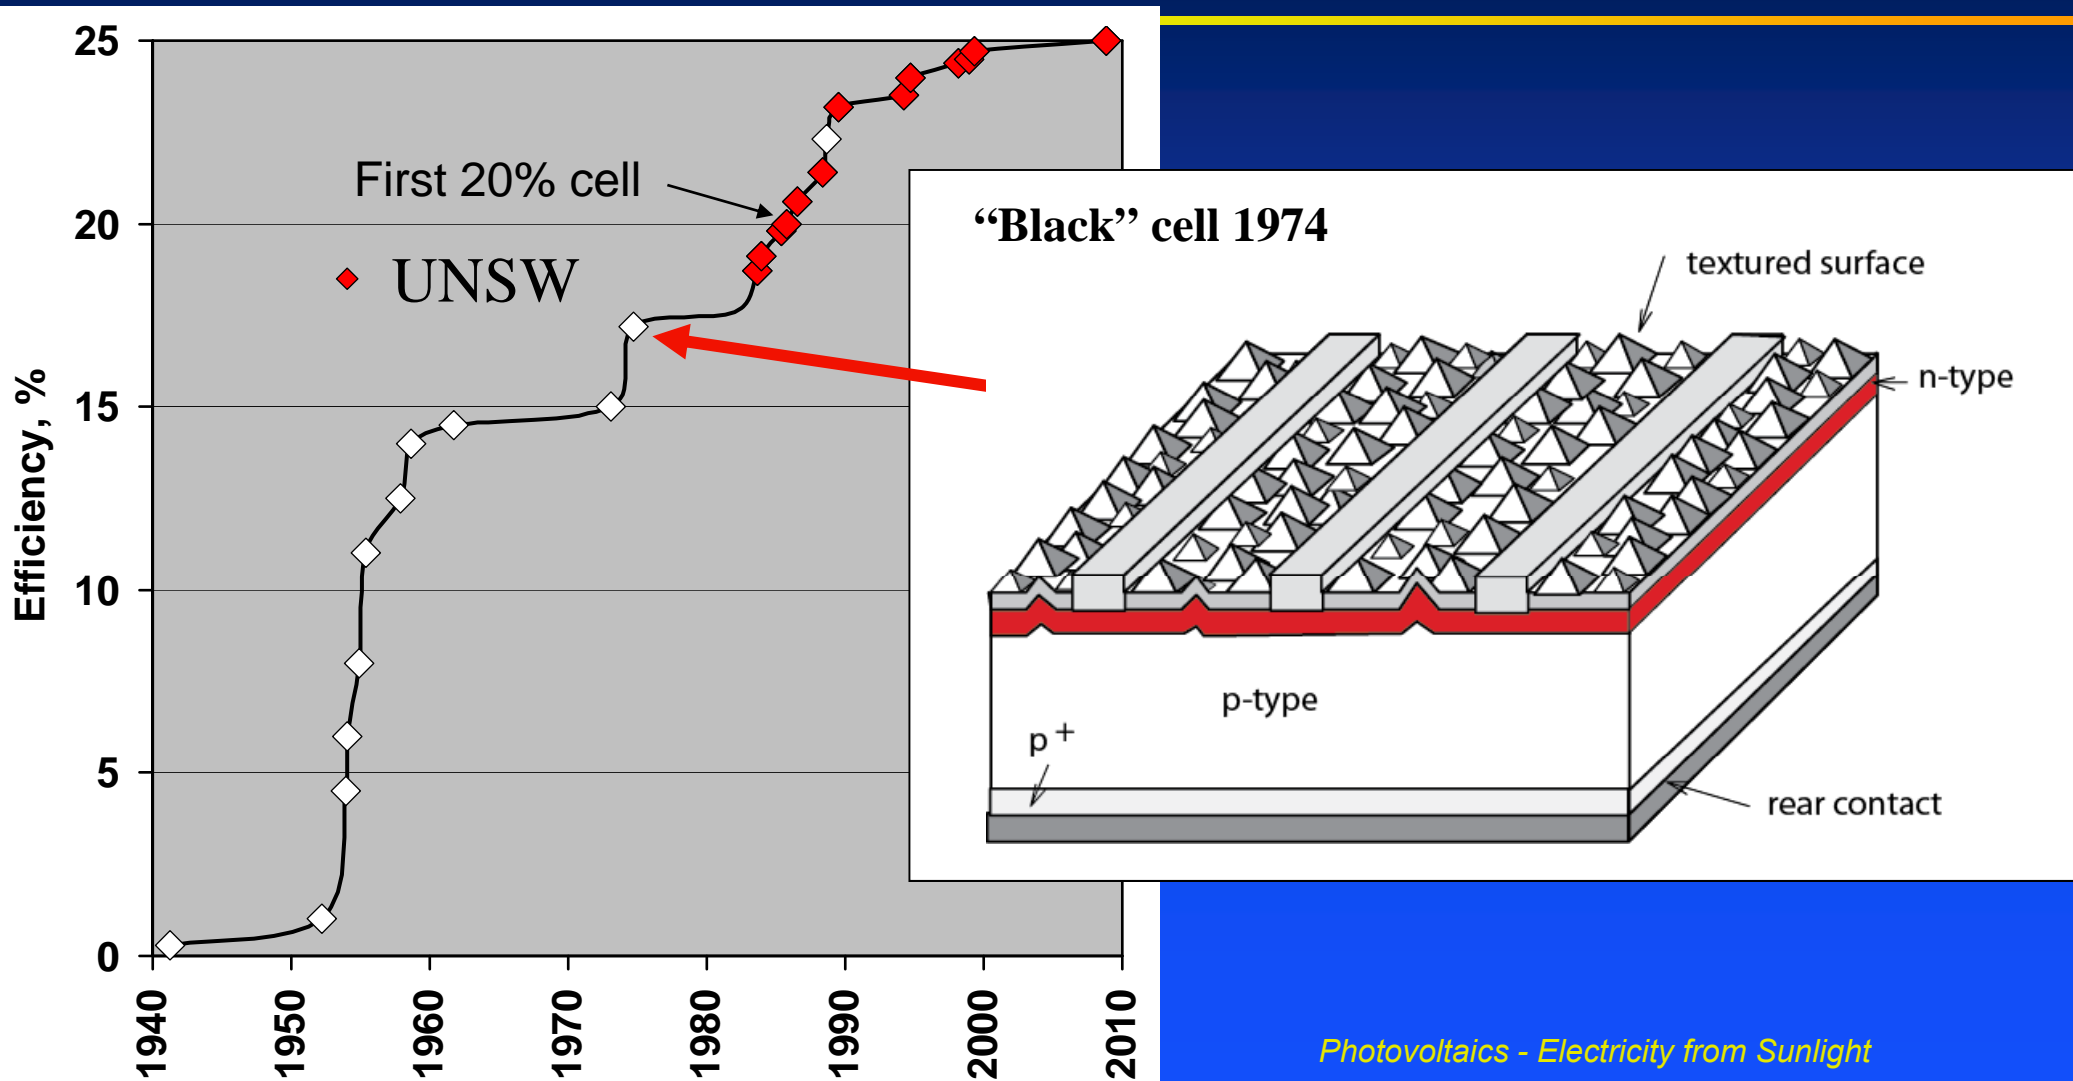 25
20
15
10
5
0
Efficiency, %
1940
1950
1960
1970
1980
1990
2000
2010
First 20% cell
UNSW
“Black” cell 1974
textured surface
n-type
p-type
p +
rear contact
Photovoltaics - Electricity from Sunlight